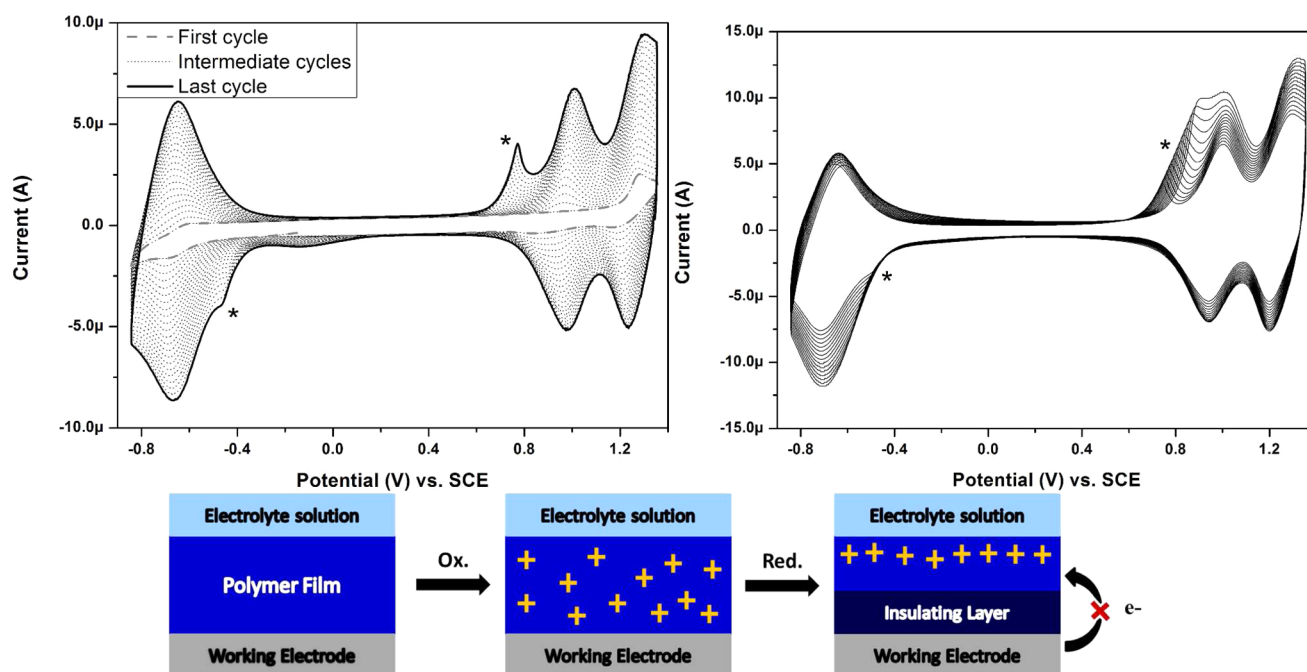 10.0µ
5.0µ
0.0
-5.0µ
-10.0µ
Current (A)
First cycle
Intermediate cycles
Last cycle
*
*
-0.8 -0.4 0.0 0.4 0.8 1.2
Potential (V) vs. SCE
15.0µ
10.0µ
5.0µ
0.0
-5.0µ
-10.0µ
-15.0µ
Current (A)
*
*
-0.8 -0.4 0.0 0.4 0.8 1.2
Potential (V) vs. SCE
Electrolyte solution
Polymer Film
Working Electrode
Ox.
Electrolyte solution
+ + + + + + + + + + + +
Working Electrode
Red.
Electrolyte solution
+ + + + + + + +
Insulating Layer
Working Electrode
e-